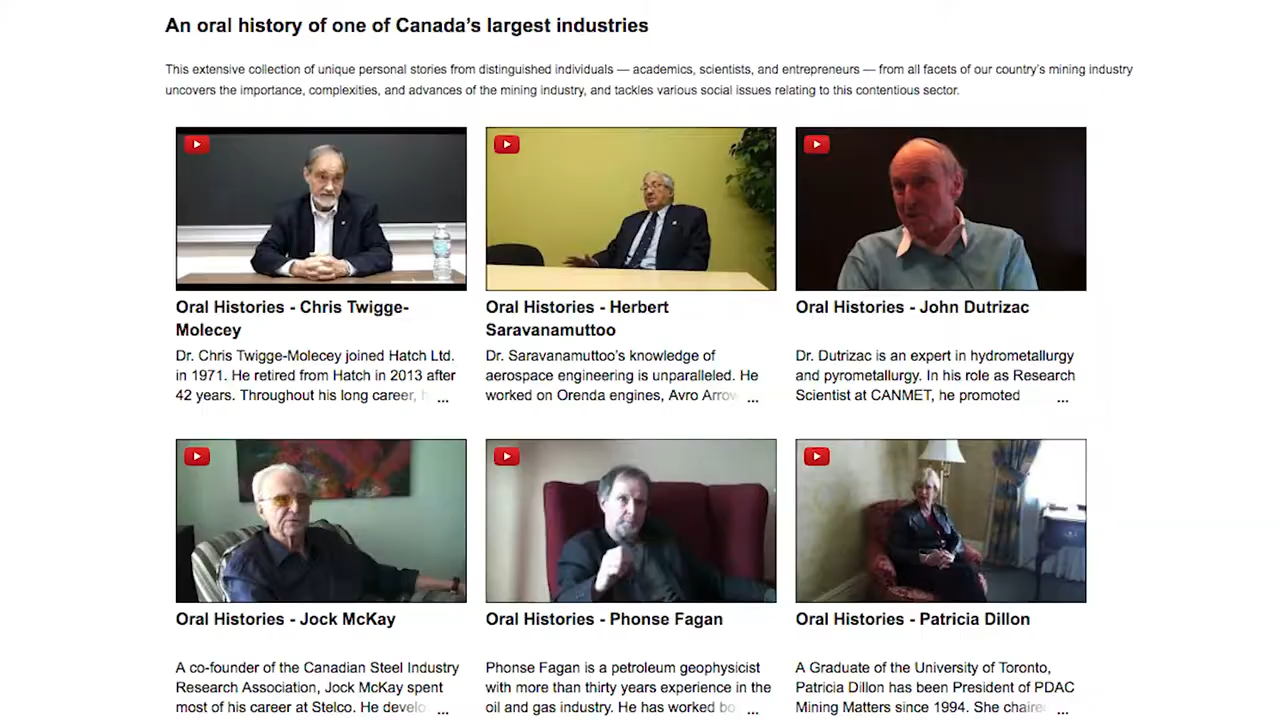 An oral history of one of Canada’s largest industries
This extensive collection of unique personal stories from distinguished individuals — academics, scientists, and entrepreneurs — from all facets of our country’s mining industry
uncovers the importance, complexities, and advances of the mining industry, and tackles various social issues relating to this contentious sector.
Oral Histories - Chris Twigge-
Molecey
Dr. Chris Twigge-Molecey joined Hatch Ltd.
in 1971. He retired from Hatch in 2013 after
42 years. Throughout his long career, ...
Oral Histories - Herbert
Saravanamuttoo
Dr. Saravanamuttoo’s knowledge of
aerospace engineering is unparalleled. He
worked on Orenda engines, Avro Arrow ...
Oral Histories - John Dutrizac
Dr. Dutrizac is an expert in hydrometallurgy
and pyrometallurgy. In his role as Research
Scientist at CANMET, he promoted ...
Oral Histories - Jock McKay
A co-founder of the Canadian Steel Industry
Research Association, Jock McKay spent
most of his career at Stelco. He develo ...
Oral Histories - Phonse Fagan
Phonse Fagan is a petroleum geophysicist
with more than thirty years experience in the
oil and gas industry. He has worked bo ...
Oral Histories - Patricia Dillon
A Graduate of the University of Toronto,
Patricia Dillon has been President of PDAC
Mining Matters since 1994. She chaire ...